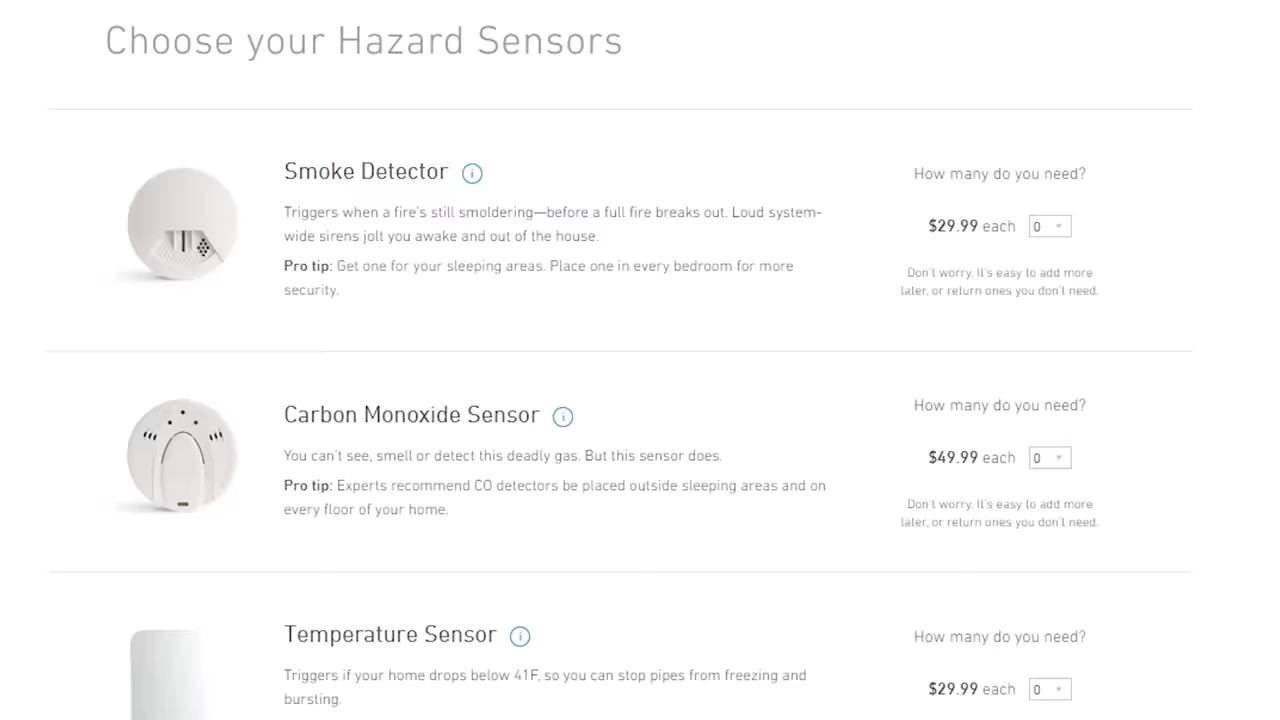 Choose your Hazard Sensors
Smoke Detector i
Triggers when a fire's still smoldering—before a full fire breaks out. Loud system-
wide sirens jolt you awake and out of the house.
Pro tip: Get one for your sleeping areas. Place one in every bedroom for more
security.
How many do you need?
$29.99 each 0
Don't worry. It's easy to add more
later, or return ones you don't need.
Carbon Monoxide Sensor i
You can't see, smell or detect this deadly gas. But this sensor does.
Pro tip: Experts recommend CO detectors be placed outside sleeping areas and on
every floor of your home.
How many do you need?
$49.99 each 0
Don't worry. It's easy to add more
later, or return ones you don't need.
Temperature Sensor i
Triggers if your home drops below 41F, so you can stop pipes from freezing and
bursting.
How many do you need?
$29.99 each 0